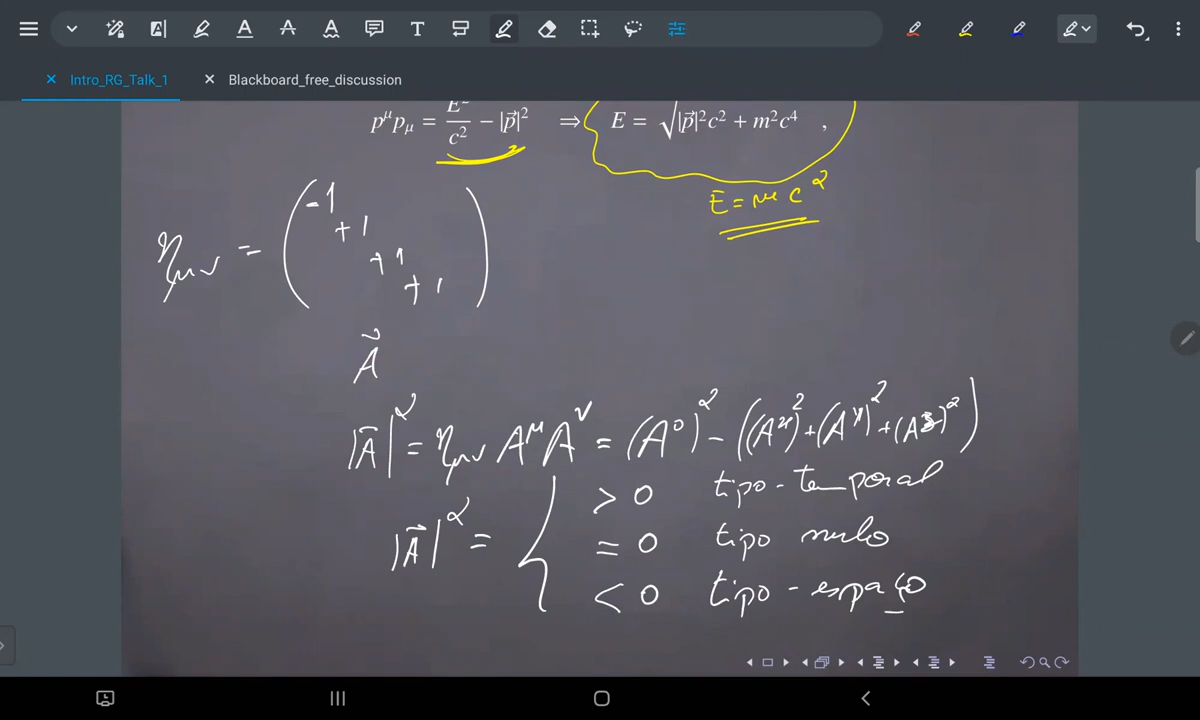 Intro_RG_Talk_1 Blackboard_free_discussion
p^μ p_μ = E²/c² − |p⃗|² ⇒ E = √(|p⃗|²c² + m²c⁴) ,
E = mc²
η_μν = ( -1 +1 +1 +1 )
A⃗
|A⃗|² = η_μν A^μ A^ν = (A⁰)² − ((A^x)² + (A^y)² + (A^z)²)
|A⃗|² = { > 0 tipo-temporal
= 0 tipo nulo
< 0 tipo-espaço